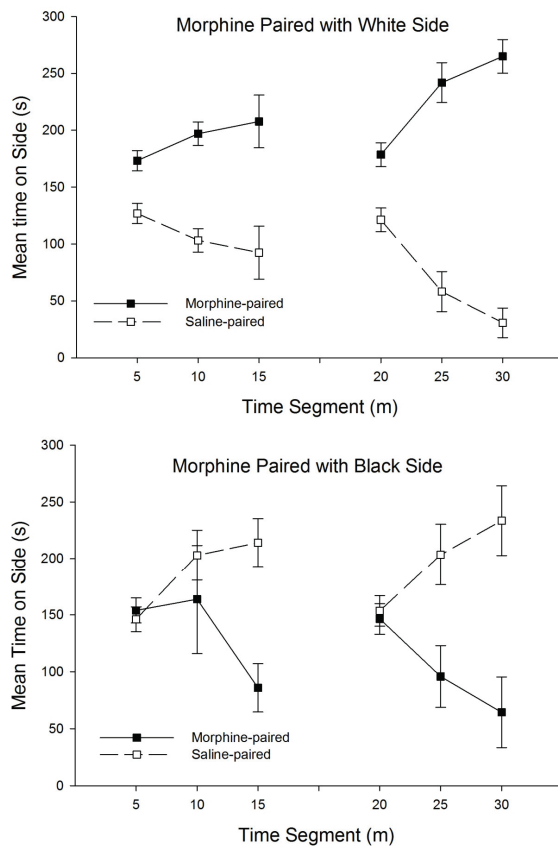 Morphine Paired with White Side
300
250
200
150
100
50
0
Mean time on Side (s)
Morphine-paired
Saline-paired
5 10 15 20 25 30
Time Segment (m)
Morphine Paired with Black Side
300
250
200
150
100
50
0
Mean Time on Side (s)
Morphine-paired
Saline-paired
5 10 15 20 25 30
Time Segment (m)